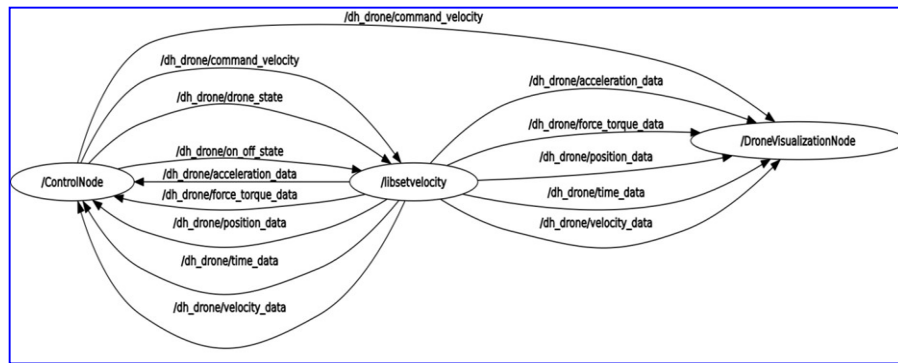 /dh_drone/command_velocity
/dh_drone/command_velocity
/dh_drone/drone_state
/dh_drone/on_off_state
/dh_drone/acceleration_data
/dh_drone/force_torque_data
/dh_drone/position_data
/dh_drone/time_data
/dh_drone/velocity_data
/ControlNode
/libsetvelocity
/dh_drone/acceleration_data
/dh_drone/force_torque_data
/dh_drone/position_data
/dh_drone/time_data
/dh_drone/velocity_data
/DroneVisualizationNode